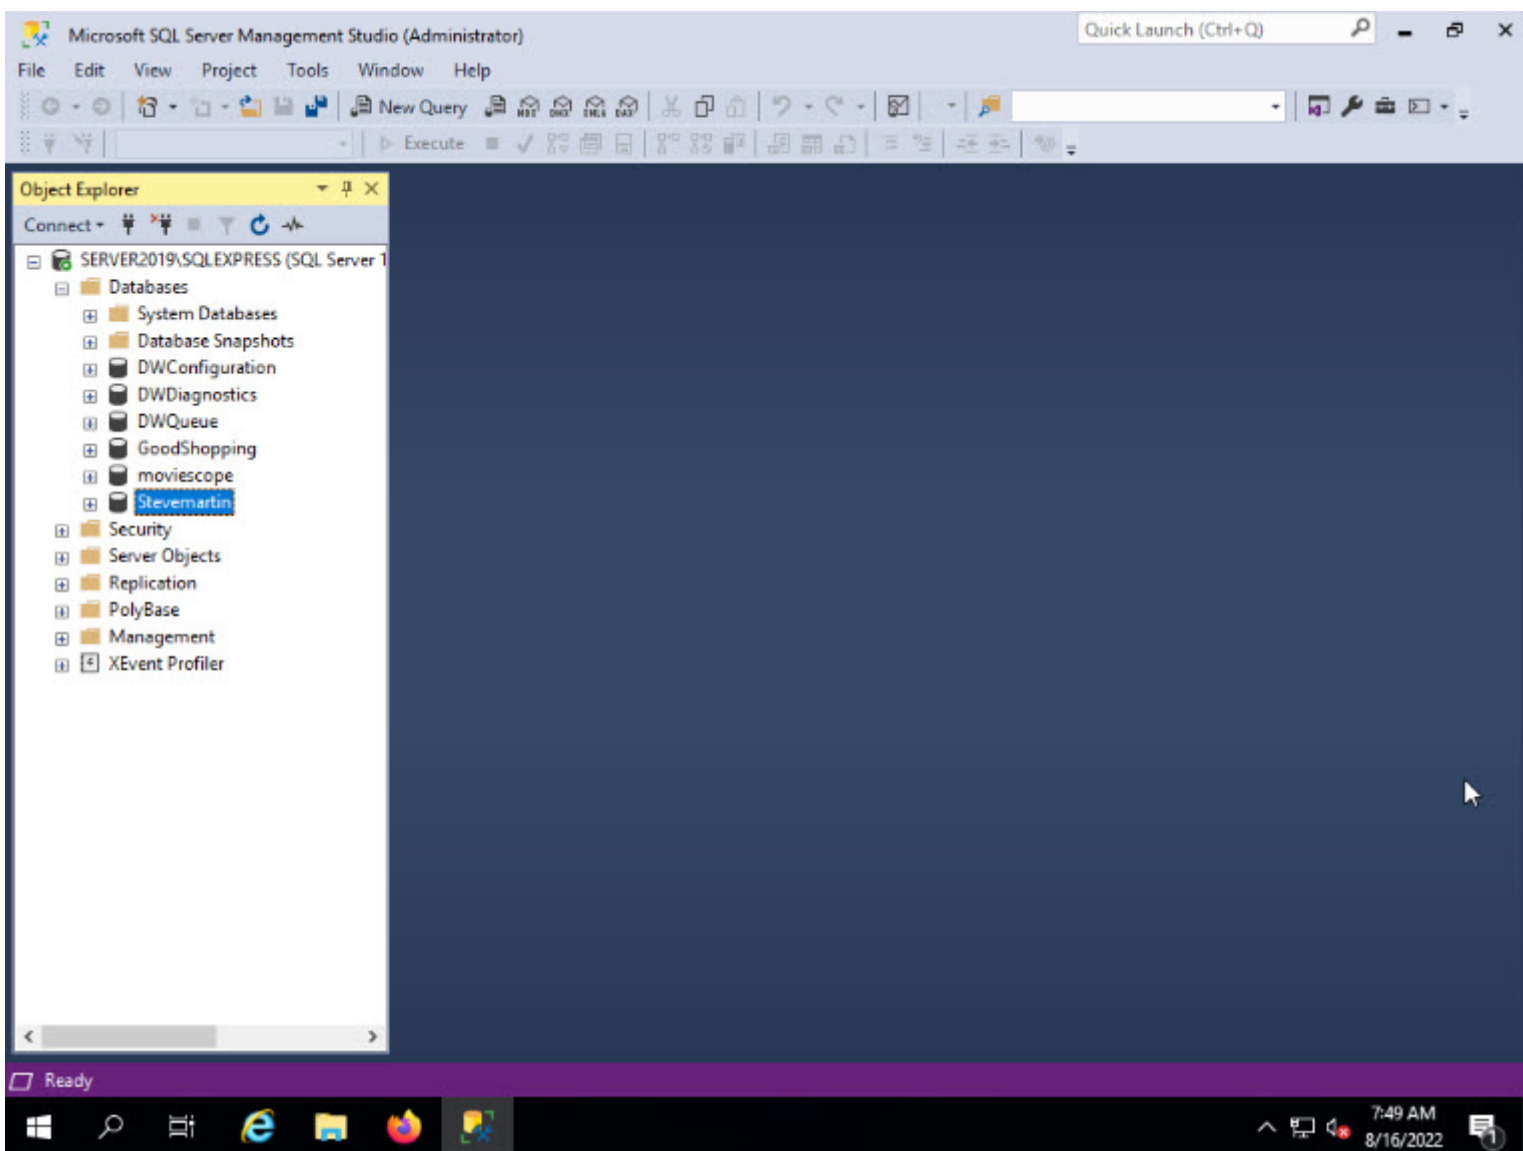 Microsoft SQL Server Management Studio (Administrator)
Quick Launch (Ctrl+Q)
File Edit View Project Tools Window Help
New Query
Execute
Object Explorer
Connect
SERVER2019\SQLEXPRESS (SQL Server 1
Databases
System Databases
Database Snapshots
DWConfiguration
DWDiagnostics
DWQueue
GoodShopping
moviescope
Stevemartin
Security
Server Objects
Replication
PolyBase
Management
XEvent Profiler
Ready
7:49 AM
8/16/2022
1